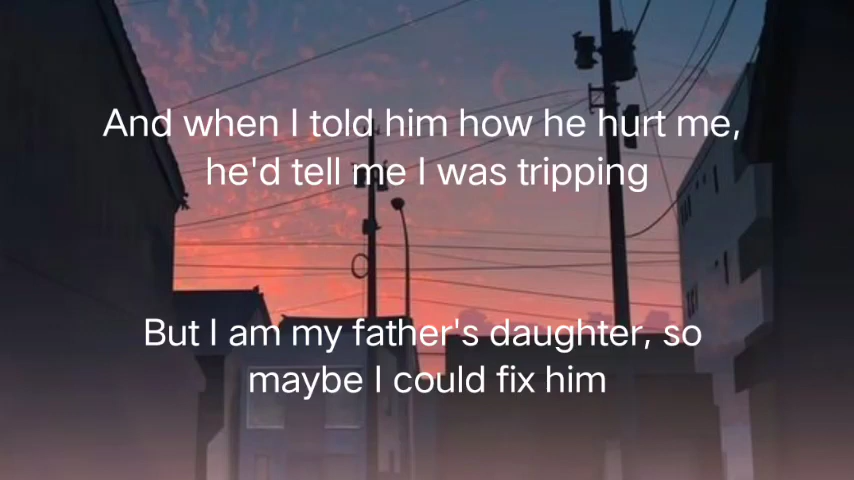 And when I told him how he hurt me,
he'd tell me I was tripping
But I am my father's daughter, so
maybe I could fix him